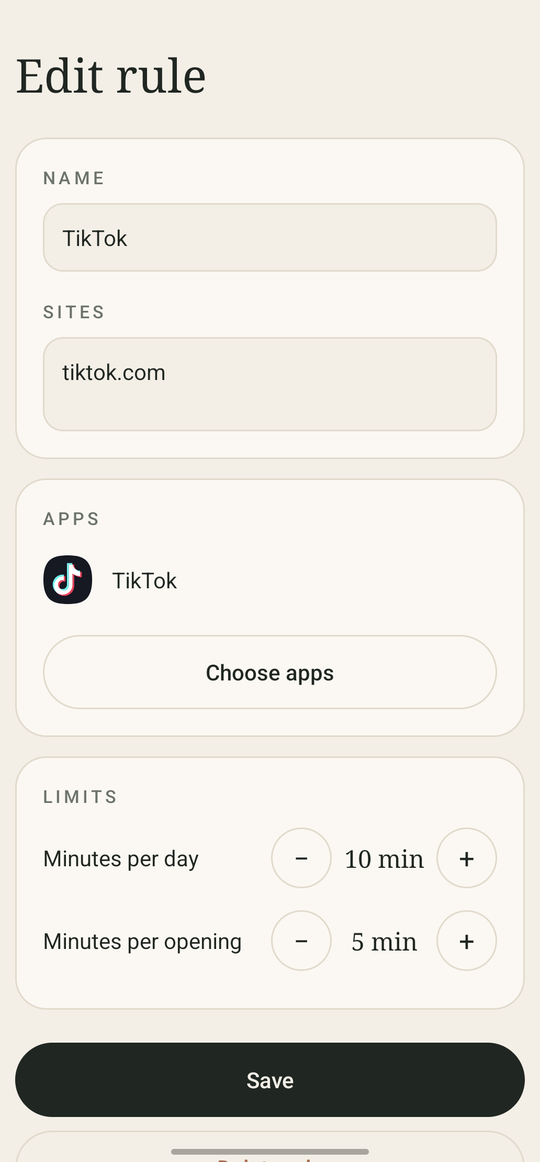 Edit rule
NAME
TikTok
SITES
tiktok.com
APPS
TikTok
Choose apps
LIMITS
Minutes per day
− 10 min +
Minutes per opening
− 5 min +
Save